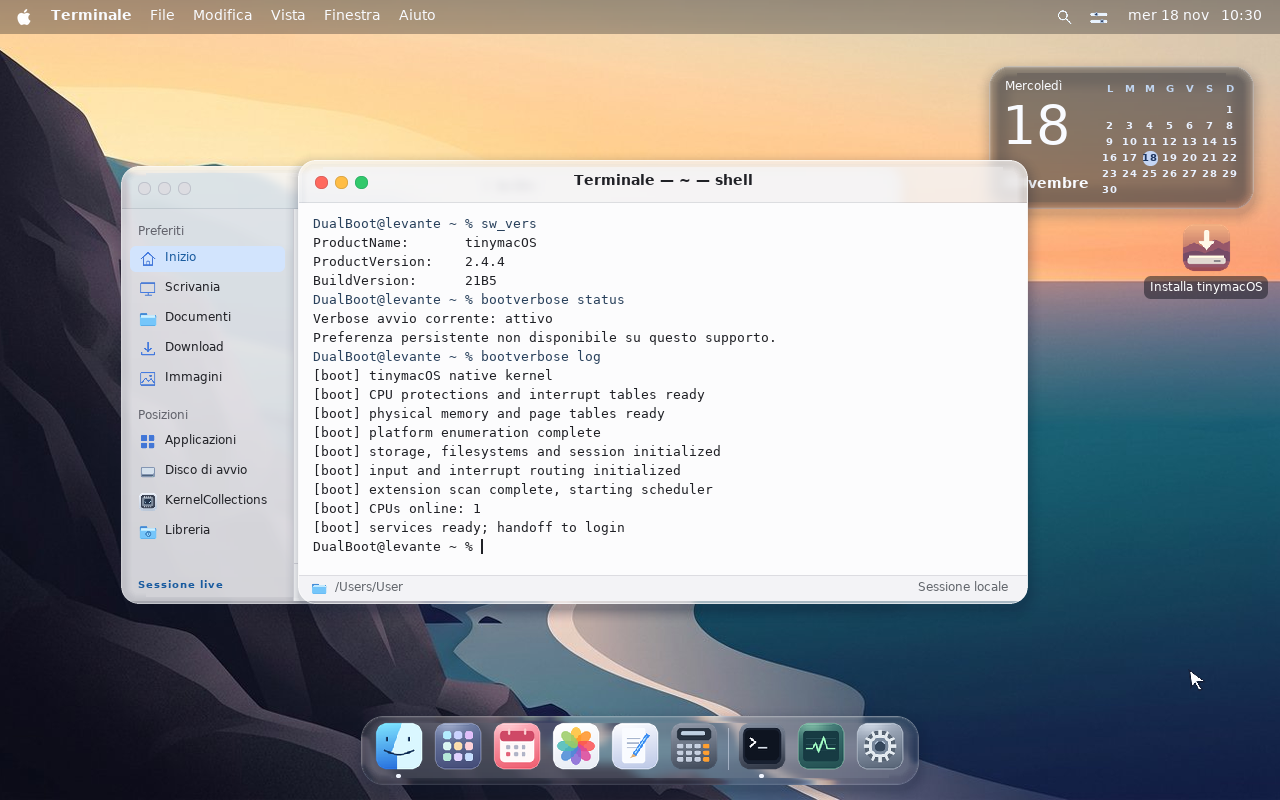 Terminale File Modifica Vista Finestra Aiuto mer 18 nov 10:30
Mercoledì
18
L M M G V S D
1
2 3 4 5 6 7 8
9 10 11 12 13 14 15
16 17 18 19 20 21 22
23 24 25 26 27 28 29
30
Installa tinymacOS
Preferiti
Inizio
Scrivania
Documenti
Download
Immagini
Posizioni
Applicazioni
Disco di avvio
KernelCollections
Libreria
Sessione live
Terminale — ~ — shell
DualBoot@levante ~ % sw_vers
ProductName: tinymacOS
ProductVersion: 2.4.4
BuildVersion: 21B5
DualBoot@levante ~ % bootverbose status
Verbose avvio corrente: attivo
Preferenza persistente non disponibile su questo supporto.
DualBoot@levante ~ % bootverbose log
[boot] tinymacOS native kernel
[boot] CPU protections and interrupt tables ready
[boot] physical memory and page tables ready
[boot] platform enumeration complete
[boot] storage, filesystems and session initialized
[boot] input and interrupt routing initialized
[boot] extension scan complete, starting scheduler
[boot] CPUs online: 1
[boot] services ready; handoff to login
DualBoot@levante ~ %
/Users/User Sessione locale